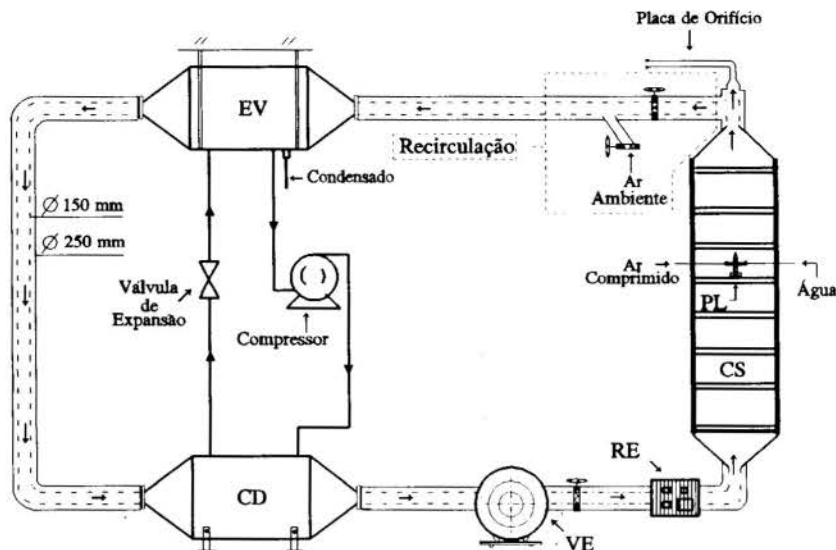 Placa de Orifício
EV
Recirculação
Condensado
Ar
Ambiente
Ø 150 mm
Ø 250 mm
Ar
Comprimido
Água
PL
Válvula
de
Expansão
Compressor
CS
RE
CD
VE